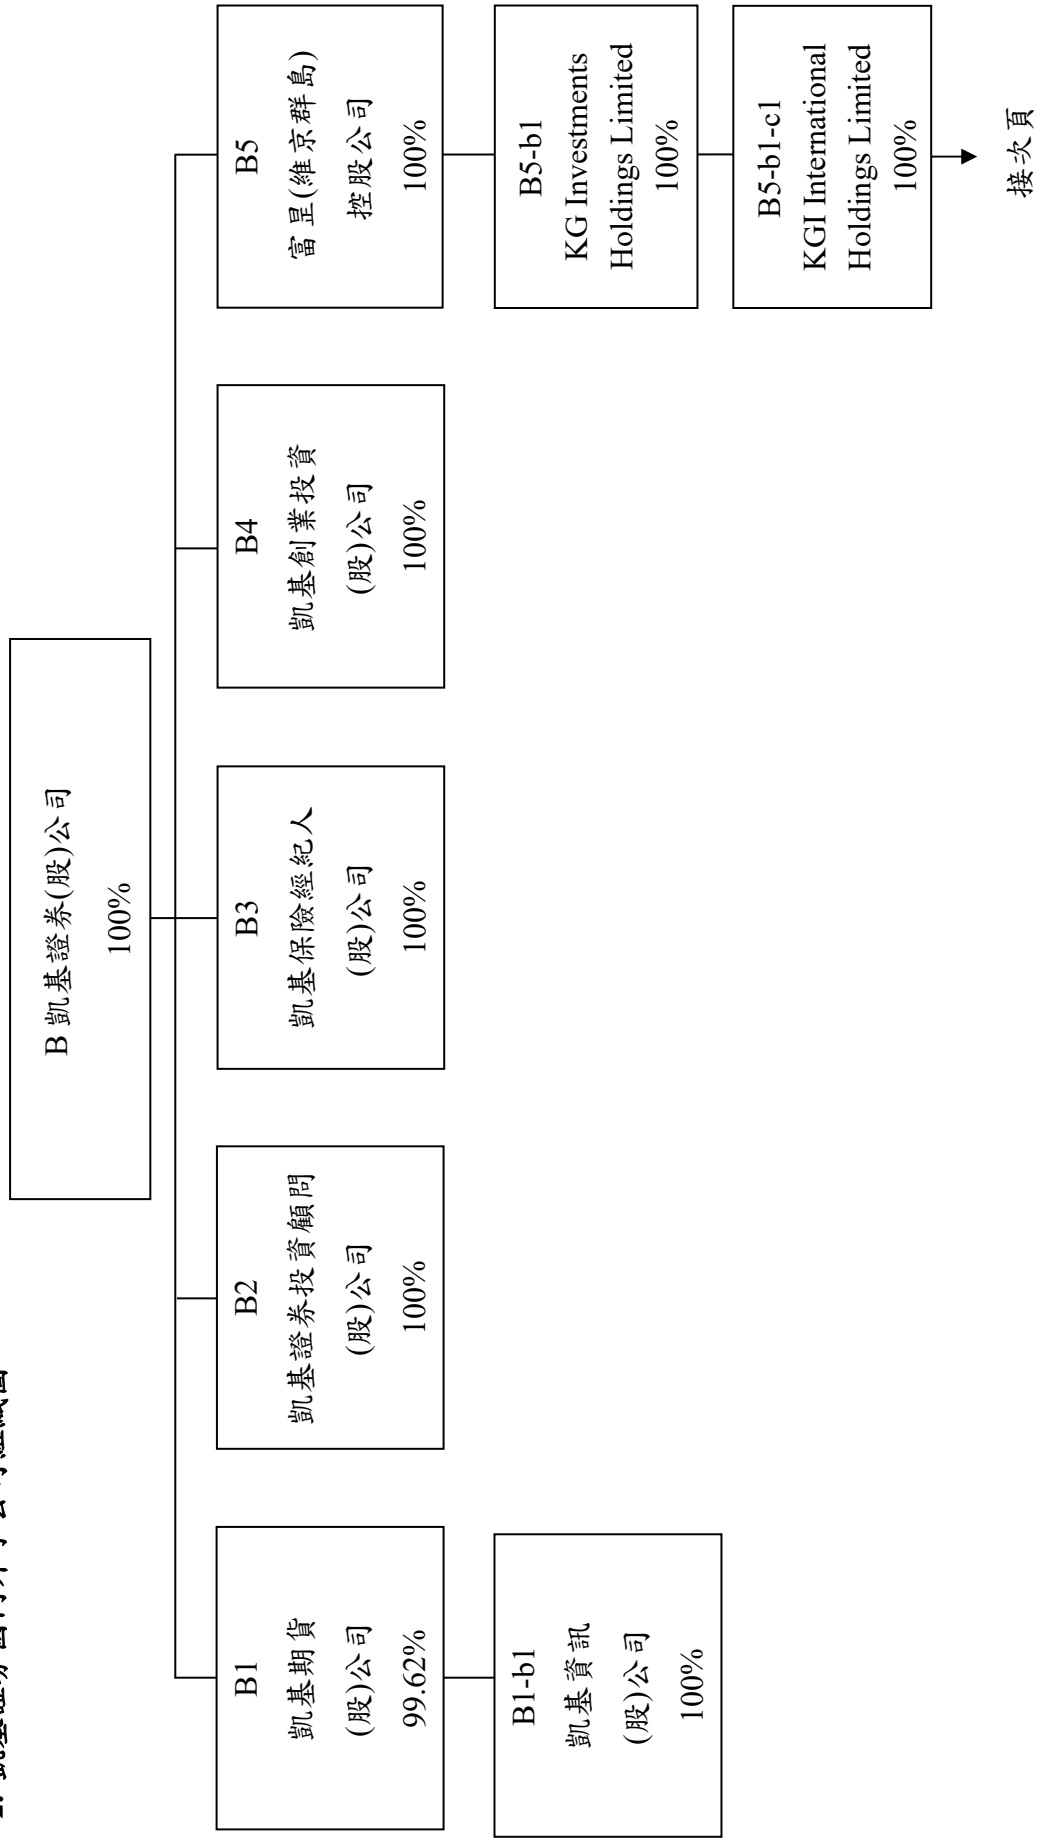 B 凱基證券(股)公司
100%
B1
凱基期貨
(股)公司
99.62%
B2
凱基證券投資顧問
(股)公司
100%
B3
凱基保險經紀人
(股)公司
100%
B4
凱基創業投資
(股)公司
100%
B5
富昰(維京群島)
控股公司
100%
B1-b1
凱基資訊
(股)公司
100%
B5-b1
KG Investments
Holdings Limited
100%
B5-b1-c1
KGI International
Holdings Limited
100%
接次頁